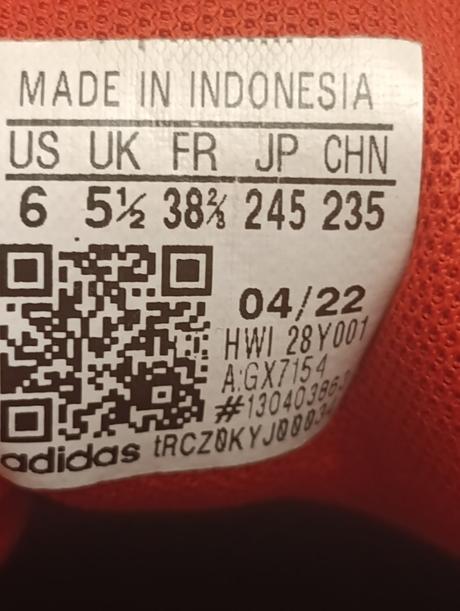 MADE IN INDONESIA
US UK FR JP CHN
6 5½ 38⅔ 245 235
04/22
HWI 28Y001
A:GX7154
adidas